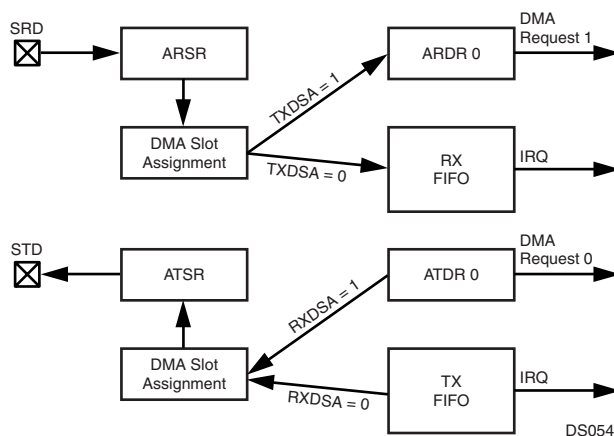 SRD
ARSR
ARDR 0
DMA
Request 1
TXDSA = 1
DMA Slot
Assignment
TXDSA = 0
RX
FIFO
IRQ
STD
ATSR
ATDR 0
DMA
Request 0
RXDSA = 1
DMA Slot
Assignment
RXDSA = 0
TX
FIFO
IRQ
DS054